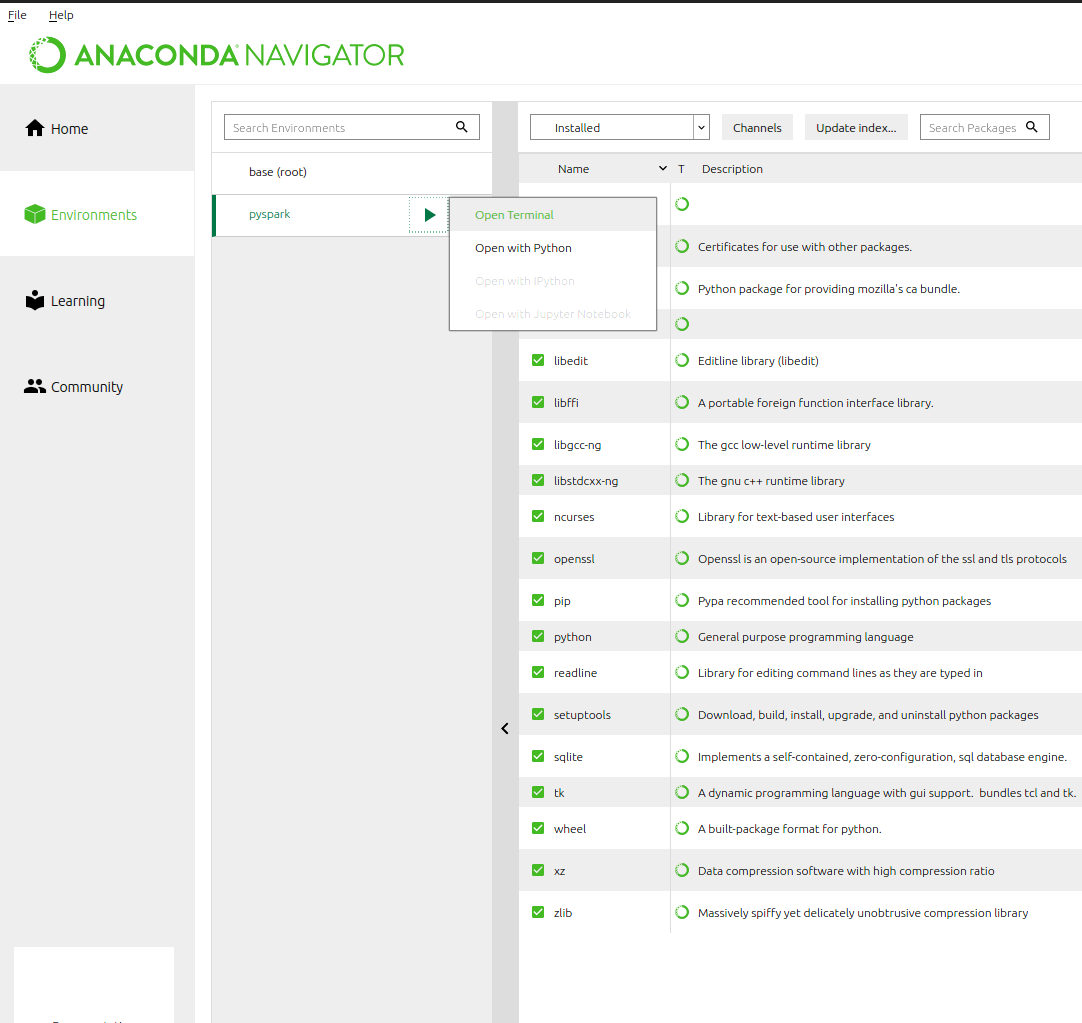 File Help
ANACONDA NAVIGATOR
Home
Environments
Learning
Community
Search Environments
base (root)
pyspark
Open Terminal
Open with Python
Open with IPython
Open with Jupyter Notebook
Installed Channels Update index... Search Packages
Name T Description
Certificates for use with other packages.
Python package for providing mozilla's ca bundle.
libedit Editline library (libedit)
libffi A portable foreign function interface library.
libgcc-ng The gcc low-level runtime library
libstdcxx-ng The gnu c++ runtime library
ncurses Library for text-based user interfaces
openssl Openssl is an open-source implementation of the ssl and tls protocols
pip Pypa recommended tool for installing python packages
python General purpose programming language
readline Library for editing command lines as they are typed in
setuptools Download, build, install, upgrade, and uninstall python packages
sqlite Implements a self-contained, zero-configuration, sql database engine.
tk A dynamic programming language with gui support. bundles tcl and tk.
wheel A built-package format for python.
xz Data compression software with high compression ratio
zlib Massively spiffy yet delicately unobtrusive compression library